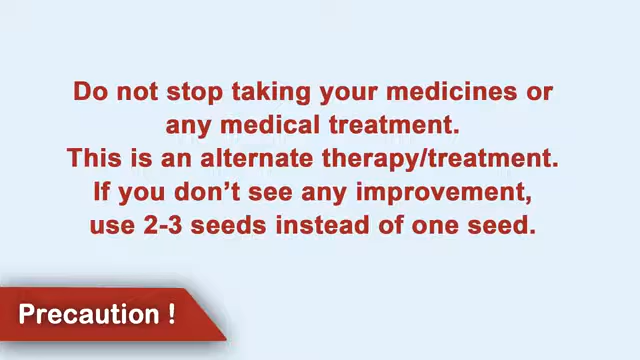 Do not stop taking your medicines or
any medical treatment.
This is an alternate therapy/treatment.
If you don’t see any improvement,
use 2-3 seeds instead of one seed.
Precaution !